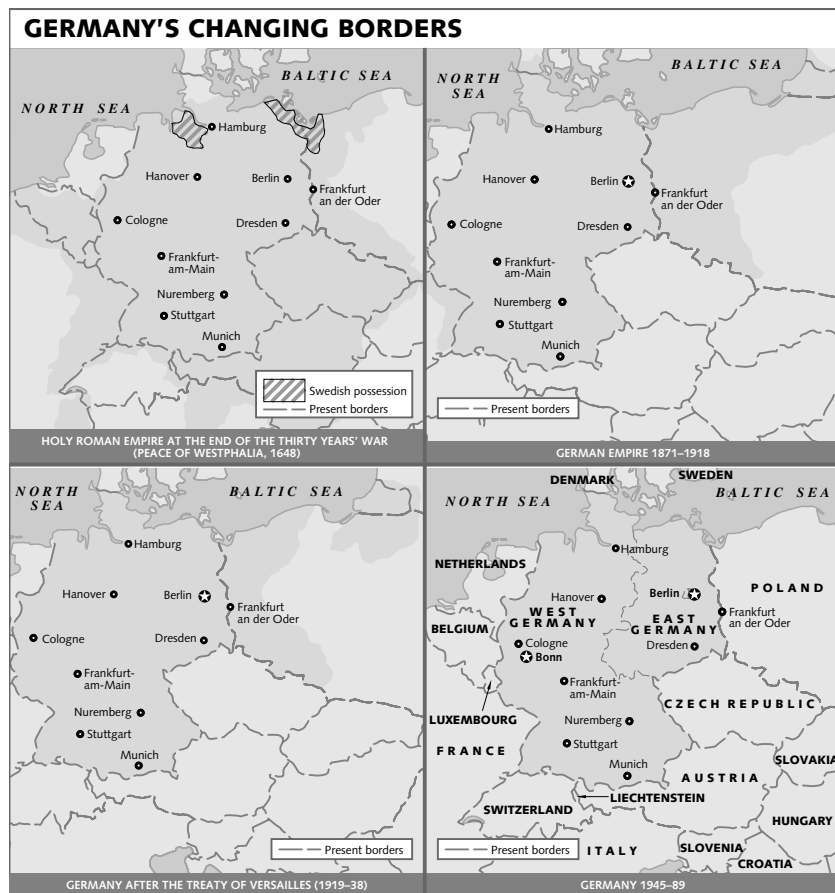 GERMANY'S CHANGING BORDERS
NORTH SEA
BALTIC SEA
Hamburg
Hanover
Berlin
Frankfurt
an der Oder
Cologne
Dresden
Frankfurt-
am-Main
Nuremberg
Stuttgart
Munich
Swedish possession
Present borders
HOLY ROMAN EMPIRE AT THE END OF THE THIRTY YEARS' WAR
(PEACE OF WESTPHALIA, 1648)
NORTH
SEA
BALTIC SEA
Hamburg
Hanover
Berlin
Frankfurt
an der Oder
Cologne
Dresden
Frankfurt-
am-Main
Nuremberg
Stuttgart
Munich
Present borders
GERMAN EMPIRE 1871–1918
NORTH
SEA
BALTIC SEA
Hamburg
Hanover
Berlin
Frankfurt
an der Oder
Cologne
Dresden
Frankfurt-
am-Main
Nuremberg
Stuttgart
Munich
Present borders
GERMANY AFTER THE TREATY OF VERSAILLES (1919–38)
DENMARK
SWEDEN
NORTH SEA
BALTIC SEA
Hamburg
NETHERLANDS
Hanover
Berlin
POLAND
WEST
GERMANY
EAST
GERMANY
Frankfurt
an der Oder
BELGIUM
Cologne
Bonn
Dresden
Frankfurt-
am-Main
LUXEMBOURG
CZECH REPUBLIC
Nuremberg
FRANCE
Stuttgart
SLOVAKIA
Munich
AUSTRIA
LIECHTENSTEIN
SWITZERLAND
HUNGARY
Present borders
ITALY
SLOVENIA
CROATIA
GERMANY 1945–89